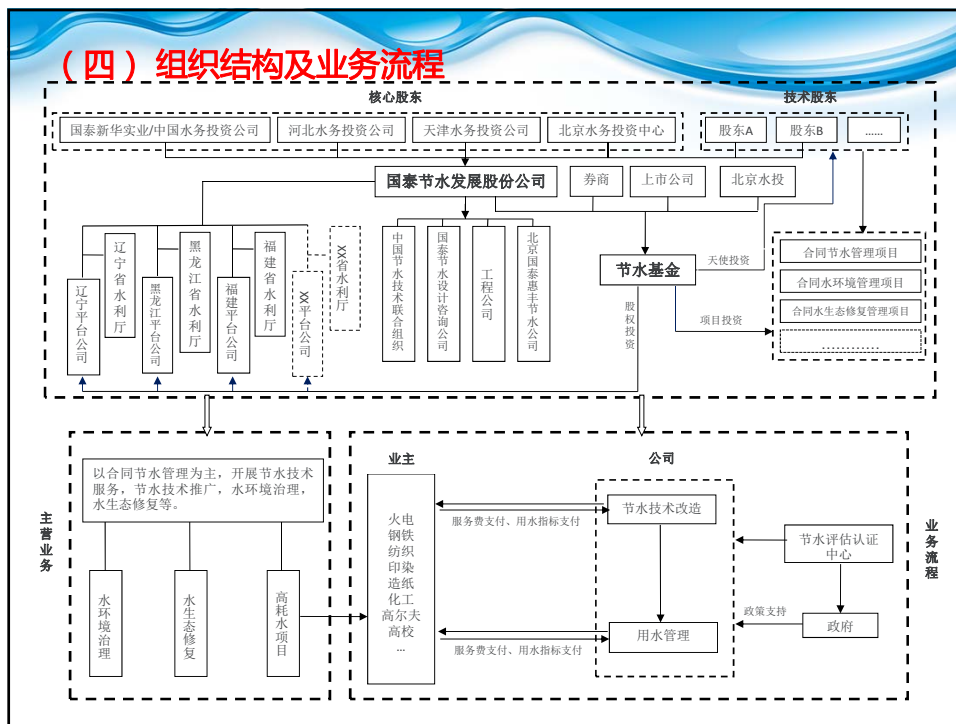 （四）组织结构及业务流程
核心股东
技术股东
国泰新华实业/中国水务投资公司
河北水务投资公司
天津水务投资公司
北京水务投资中心
股东A
股东B
......
国泰节水发展股份公司
券商
上市公司
北京水投
辽宁平台公司
辽宁省水利厅
黑龙江平台公司
黑龙江省水利厅
福建平台公司
福建省水利厅
XX平台公司
XX省水利厅
中国节水技术联合组织
国泰节水设计咨询公司
工程公司
北京国泰惠丰节水公司
节水基金
天使投资
股权投资
项目投资
合同节水管理项目
合同水环境管理项目
合同水生态修复管理项目
…………
主营业务
以合同节水管理为主，开展节水技术
服务，节水技术推广，水环境治理，
水生态修复等。
水环境治理
水生态修复
高耗水项目
业主
火电
钢铁
纺织
印染
造纸
化工
高尔夫
高校
...
服务费支付、用水指标支付
服务费支付、用水指标支付
公司
节水技术改造
用水管理
节水评估认证
中心
政策支持
政府
业务流程